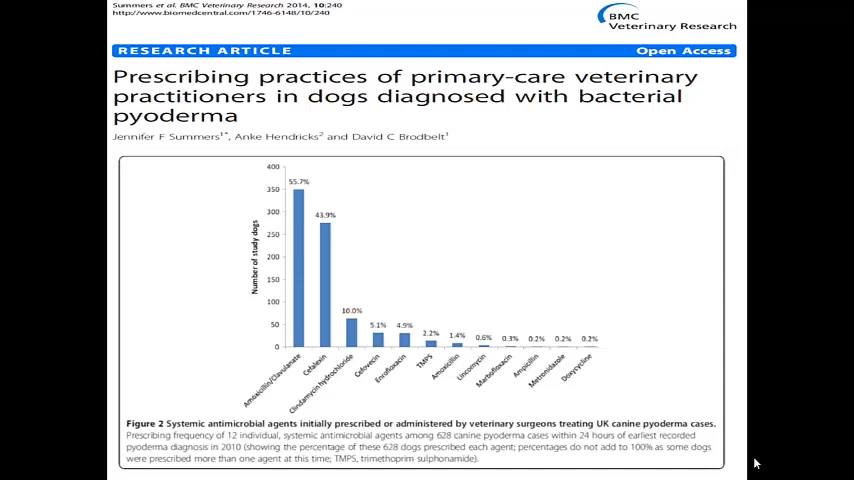 Summers et al. BMC Veterinary Research 2014, 10:240
http://www.biomedcentral.com/1746-6148/10/240
BMC
Veterinary Research
RESEARCH ARTICLE
Open Access
Prescribing practices of primary-care veterinary
practitioners in dogs diagnosed with bacterial
pyoderma
Jennifer F Summers1*, Anke Hendricks2 and David C Brodbelt1
Number of study dogs
400
350
300
250
200
150
100
50
0
55.7%
43.9%
10.0%
5.1%
4.9%
2.2%
1.4%
0.6%
0.3%
0.2%
0.2%
0.2%
Amoxicillin/Clavulanate
Cefalexin
Clindamycin hydrochloride
Cefovecin
Enrofloxacin
TMPS
Amoxicillin
Lincomycin
Marbofloxacin
Ampicillin
Metronidazole
Doxycycline
Figure 2 Systemic antimicrobial agents initially prescribed or administered by veterinary surgeons treating UK canine pyoderma cases.
Prescribing frequency of 12 individual, systemic antimicrobial agents among 628 canine pyoderma cases within 24 hours of earliest recorded
pyoderma diagnosis in 2010 (showing the percentage of these 628 dogs prescribed each agent; percentages do not add to 100% as some dogs
were prescribed more than one agent at this time; TMPS, trimethoprim sulphonamide).